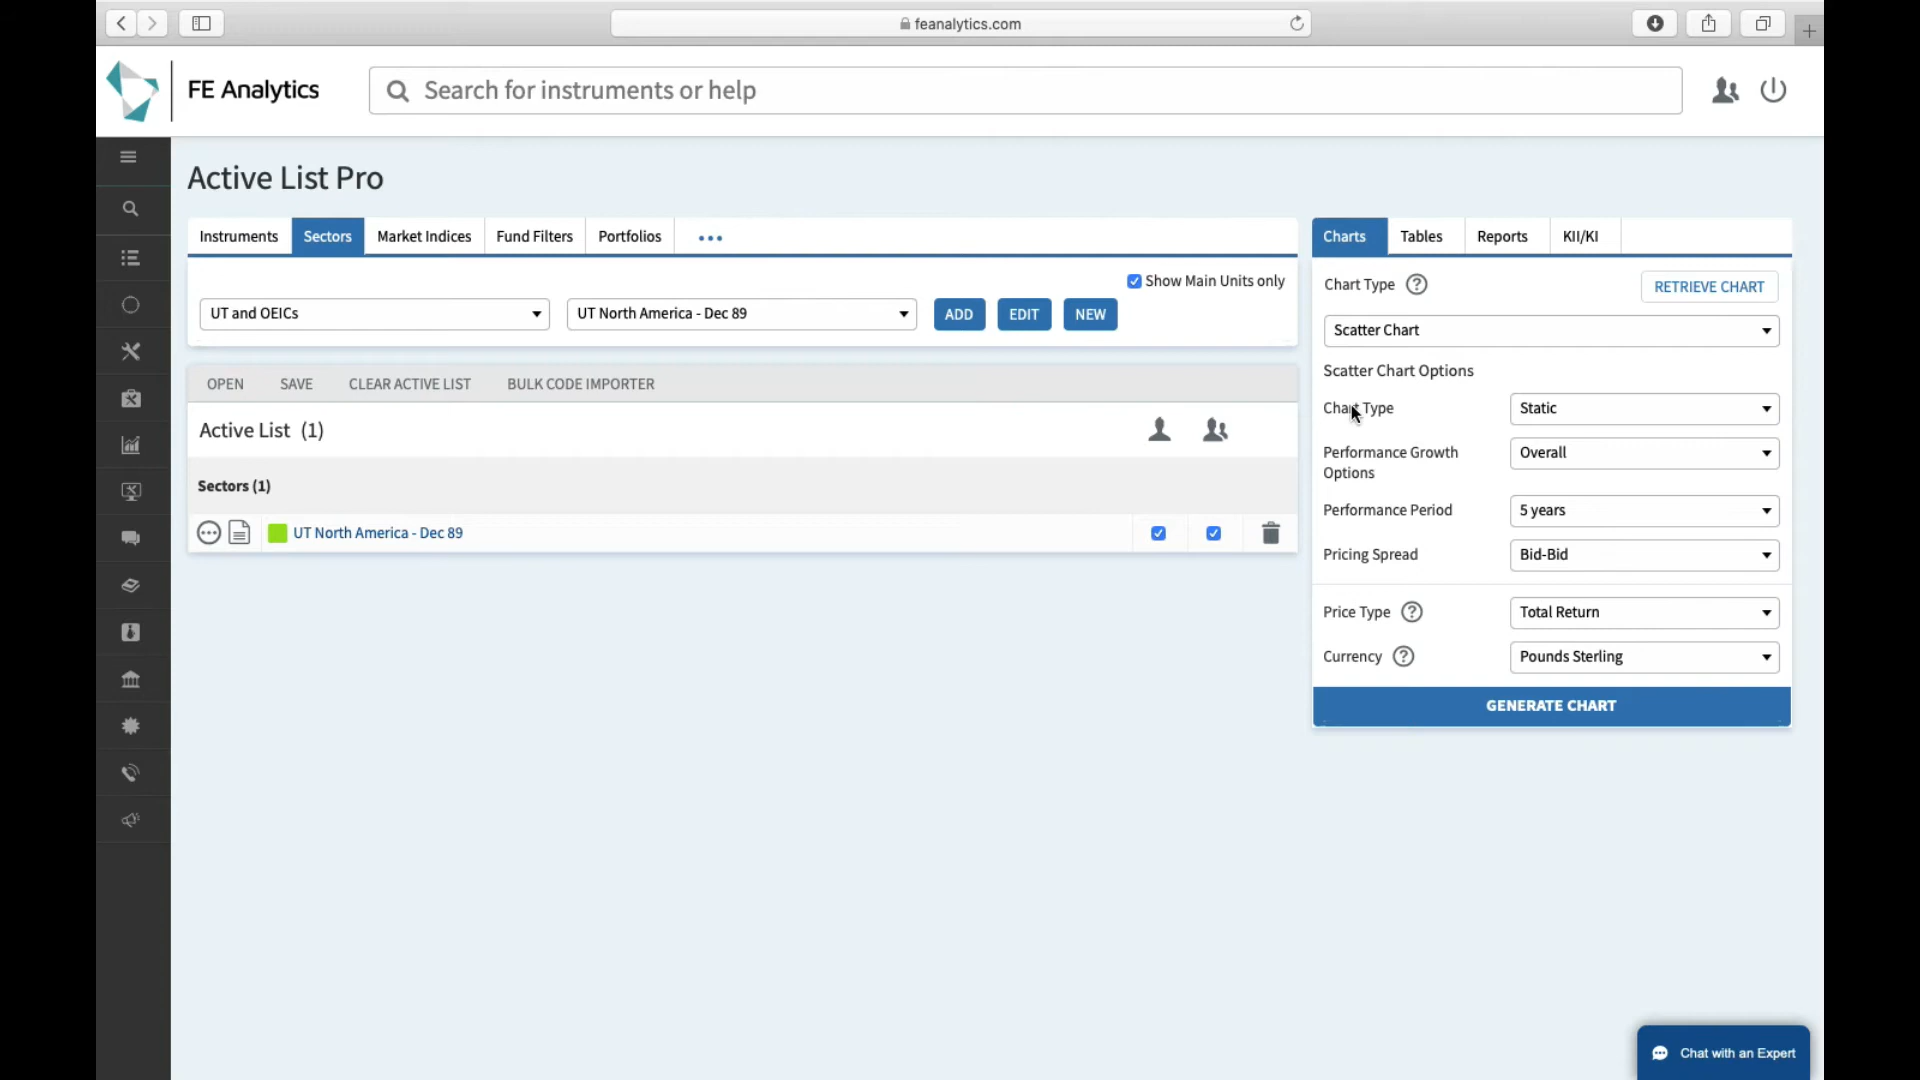 feanalytics.com
FE Analytics
Search for instruments or help
Active List Pro
Instruments
Sectors
Market Indices
Fund Filters
Portfolios
Show Main Units only
UT and OEICs
UT North America - Dec 89
ADD
EDIT
NEW
OPEN
SAVE
CLEAR ACTIVE LIST
BULK CODE IMPORTER
Active List (1)
Sectors (1)
UT North America - Dec 89
Charts
Tables
Reports
KII/KI
Chart Type
RETRIEVE CHART
Scatter Chart
Scatter Chart Options
Chart Type
Static
Performance Growth
Options
Overall
Performance Period
5 years
Pricing Spread
Bid-Bid
Price Type
Total Return
Currency
Pounds Sterling
GENERATE CHART
Chat with an Expert